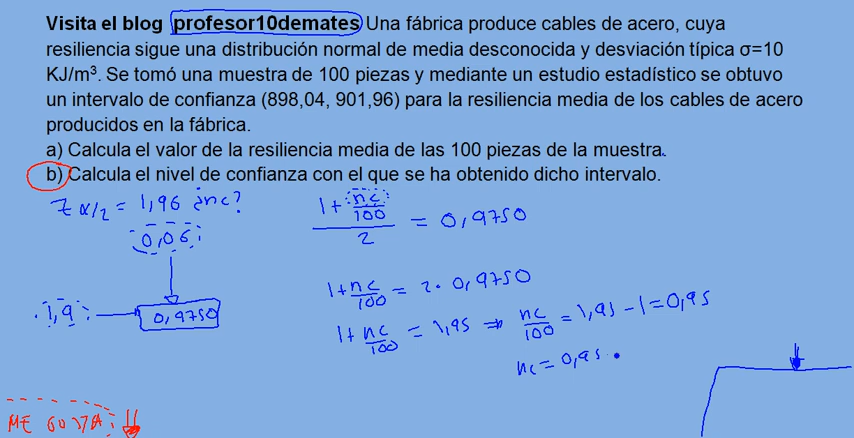 Visita el blog profesor10demates Una fábrica produce cables de acero, cuya
resiliencia sigue una distribución normal de media desconocida y desviación típica σ=10
KJ/m³. Se tomó una muestra de 100 piezas y mediante un estudio estadístico se obtuvo
un intervalo de confianza (898,04, 901,96) para la resiliencia media de los cables de acero
producidos en la fábrica.
a) Calcula el valor de la resiliencia media de las 100 piezas de la muestra.
b) Calcula el nivel de confianza con el que se ha obtenido dicho intervalo.
Z α/2 = 1,96 ¿nc?
0,06
1,9 → 0,9750
(1 + nc/100)/2 = 0,9750
1 + nc/100 = 2 · 0,9750
1 + nc/100 = 1,95 ⇒ nc/100 = 1,95 - 1 = 0,95
nc = 0,95 ·
ME GUSTA